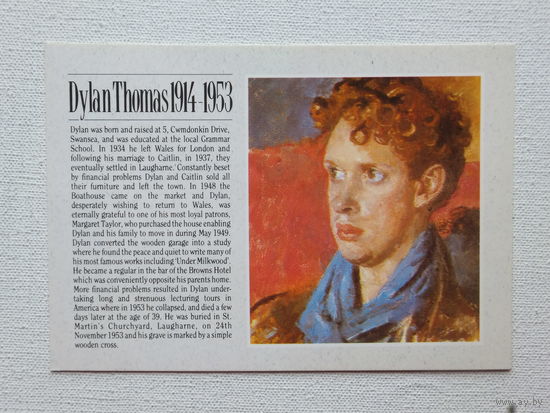 Dylan Thomas 1914-1953
Dylan was born and raised at 5, Cwmdonkin Drive,
Swansea, and was educated at the local Grammar
School. In 1934 he left Wales for London and
following his marriage to Caitlin, in 1937, they
eventually settled in Laugharne. Constantly beset
by financial problems Dylan and Caitlin sold all
their furniture and left the town. In 1948 the
Boathouse came on the market and Dylan,
desperately wishing to return to Wales, was
eternally grateful to one of his most loyal patrons,
Margaret Taylor, who purchased the house enabling
Dylan and his family to move in during May 1949.
Dylan converted the wooden garage into a study
where he found the peace and quiet to write many of
his most famous works including 'Under Milkwood'.
He became a regular in the bar of the Browns Hotel
which was conveniently opposite his parents home.
More financial problems resulted in Dylan under-
taking long and strenuous lecturing tours in
America where in 1953 he collapsed, and died a few
days later at the age of 39. He was buried in St.
Martin's Churchyard, Laugharne, on 24th
November 1953 and his grave is marked by a simple
wooden cross.
www.ay.by